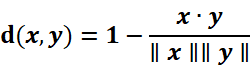 d(x, y) = 1 − x · y / ‖ x ‖‖ y ‖